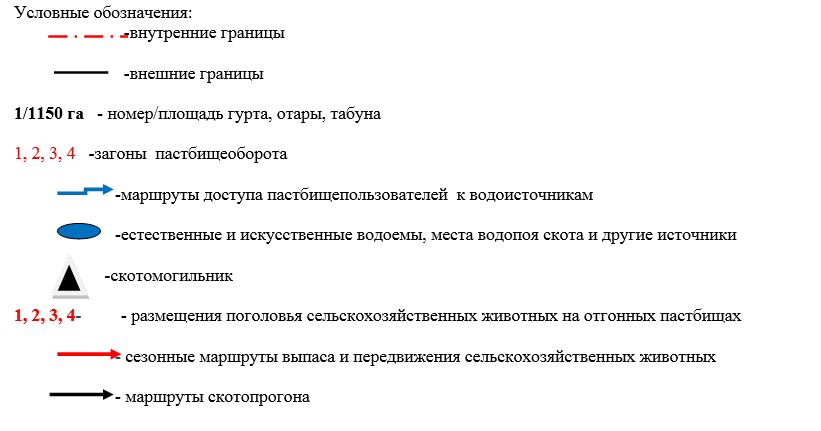 Условные обозначения:
-внутренние границы
-внешние границы
1/1150 га - номер/площадь гурта, отары, табуна
1, 2, 3, 4 -загоны пастбищеоборота
-маршруты доступа пастбищепользователей к водоисточникам
-естественные и искусственные водоемы, места водопоя скота и другие источники
-скотомогильник
1, 2, 3, 4- - размещения поголовья сельскохозяйственных животных на отгонных пастбищах
- сезонные маршруты выпаса и передвижения сельскохозяйственных животных
- маршруты скотопрогона